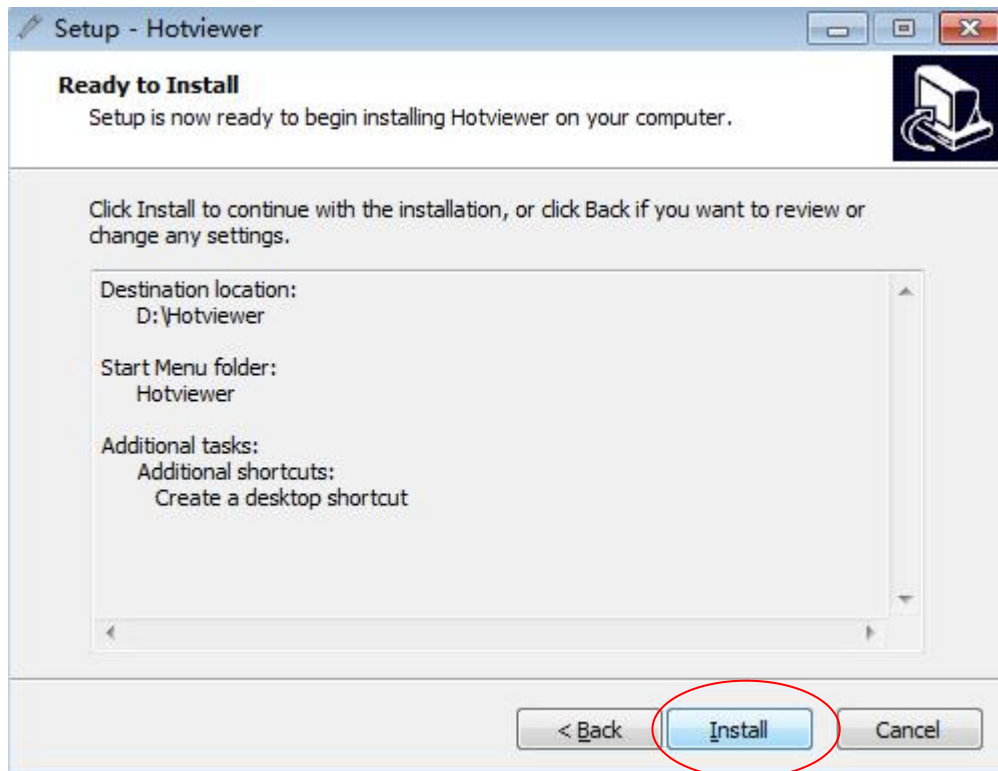 Setup - Hotviewer
Ready to Install
Setup is now ready to begin installing Hotviewer on your computer.
Click Install to continue with the installation, or click Back if you want to review or
change any settings.
Destination location:
D:\Hotviewer
Start Menu folder:
Hotviewer
Additional tasks:
Additional shortcuts:
Create a desktop shortcut
< Back
Install
Cancel